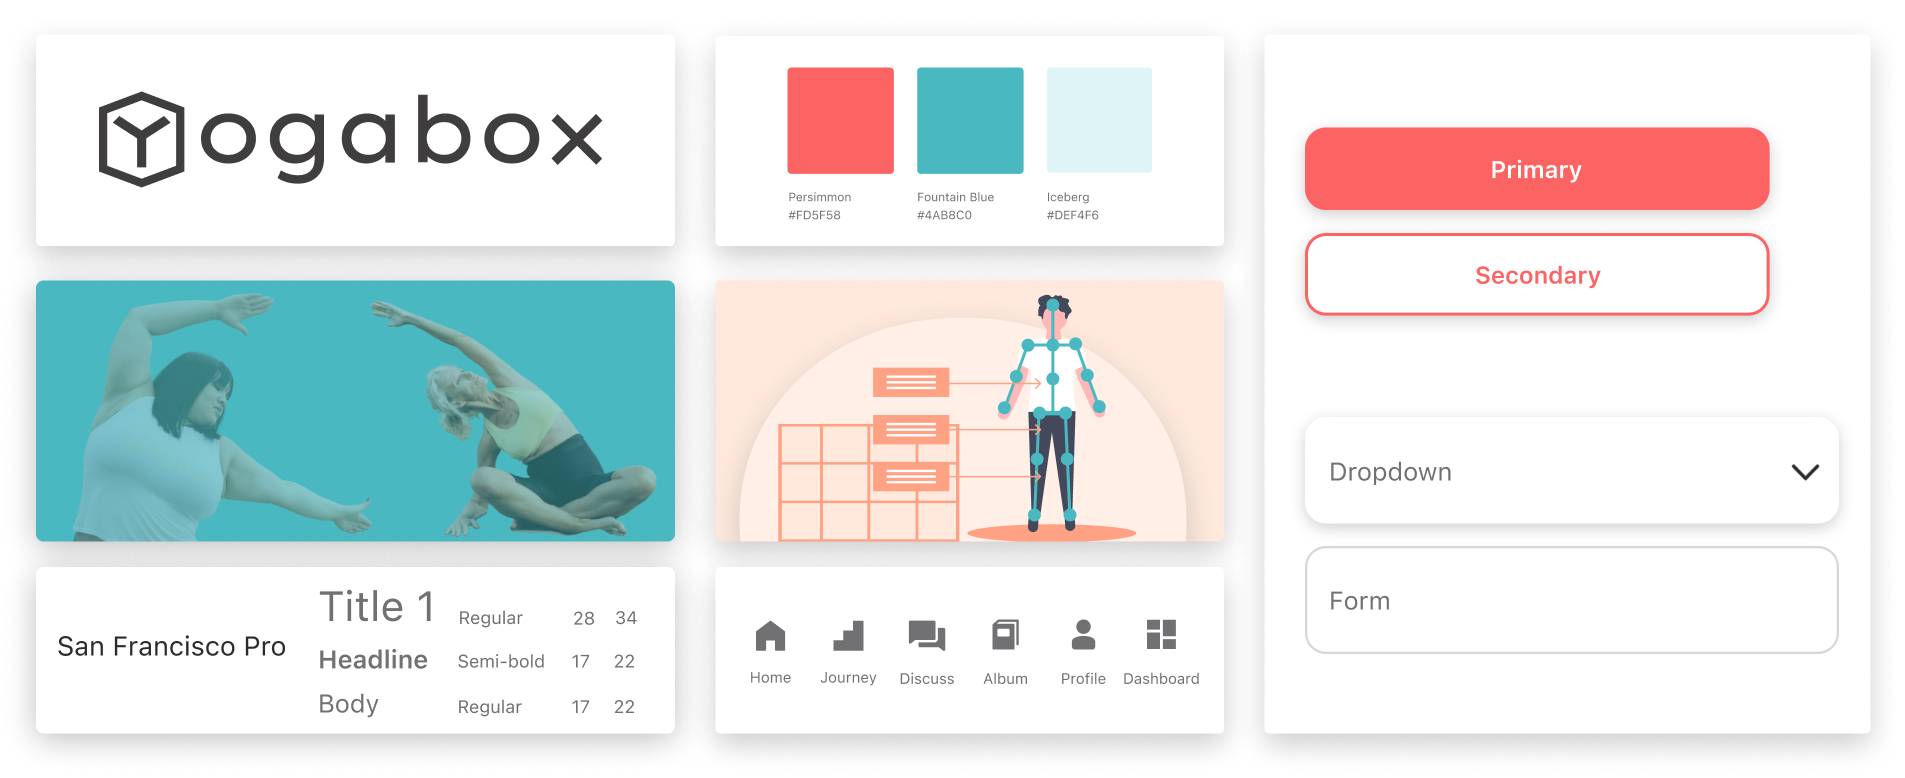 Yogabox
Persimmon
#FD5F58
Fountain Blue
#4AB8C0
Iceberg
#DEF4F6
Primary
Secondary
Dropdown
Form
San Francisco Pro
Title 1 Regular 28 34
Headline Semi-bold 17 22
Body Regular 17 22
Home Journey Discuss Album Profile Dashboard